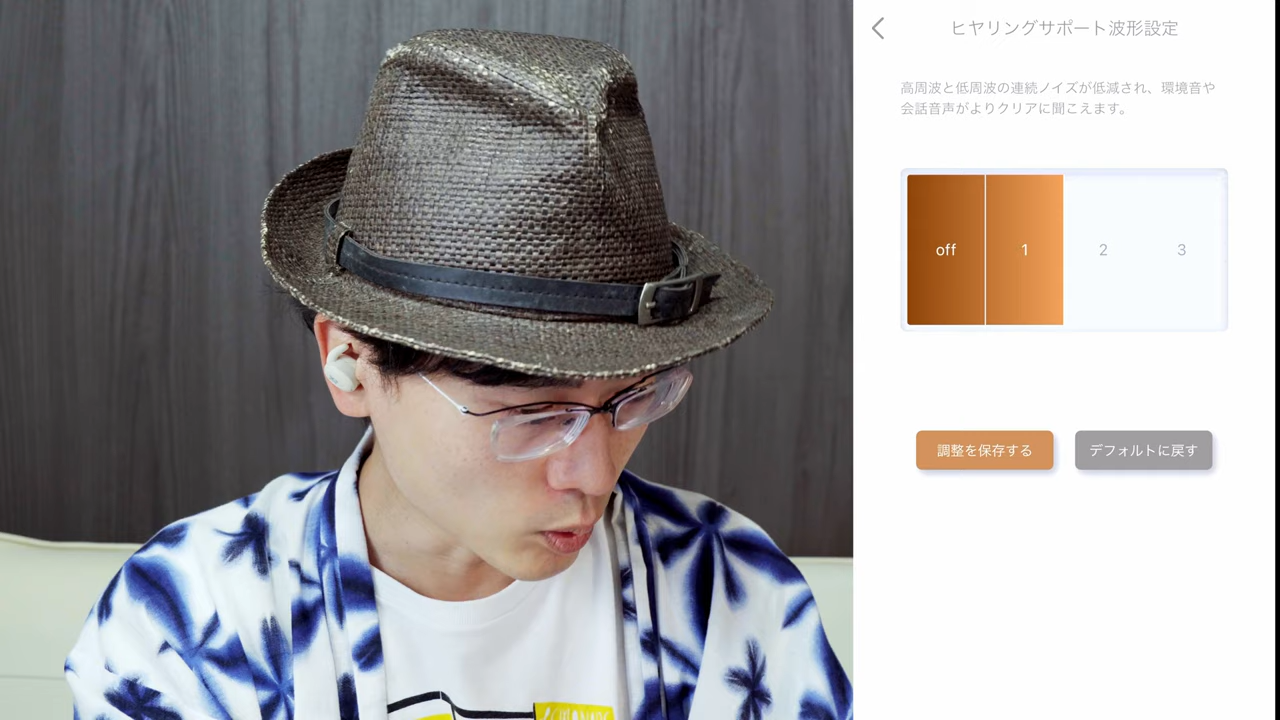 ヒヤリングサポート波形設定
高周波と低周波の連続ノイズが低減され、環境音や
会話音声がよりクリアに聞こえます。
off
1
2
3
調整を保存する
デフォルトに戻す